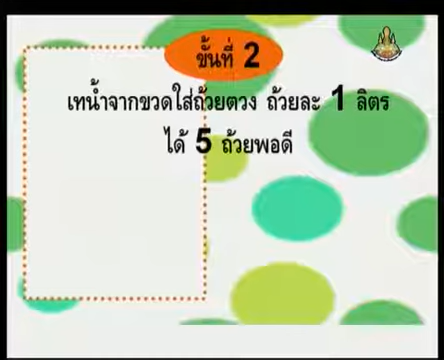 ขั้นที่ 2
เทน้ำจากขวดใส่ถ้วยตวง ถ้วยละ 1 ลิตร
ได้ 5 ถ้วยพอดี